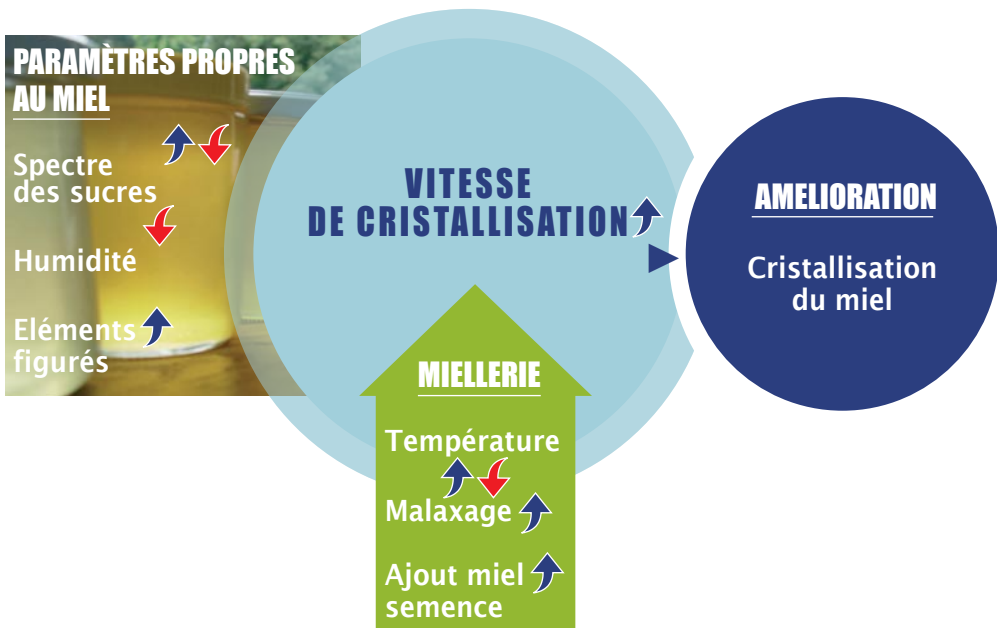 PARAMÈTRES PROPRES
AU MIEL
Spectre
des sucres
Humidité
Eléments
figurés
VITESSE
DE CRISTALLISATION
MIELLERIE
Température
Malaxage
Ajout miel
semence
AMELIORATION
Cristallisation
du miel